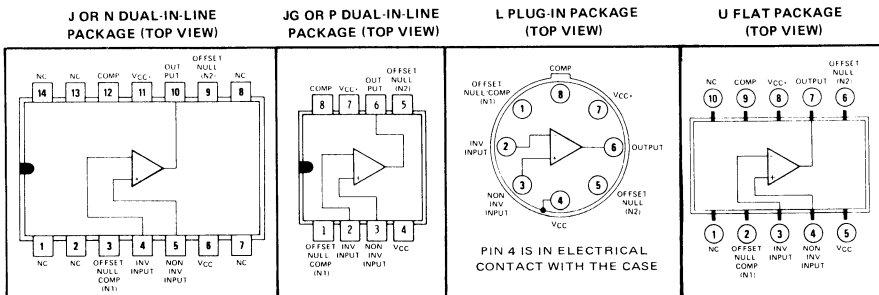 J OR N DUAL-IN-LINE
PACKAGE (TOP VIEW)
NC
NC
COMP
VCC+
OUT
PUT
OFFSET
NULL
(N2)
NC
14
13
12
11
10
9
8
1
2
3
4
5
6
7
NC
NC
OFFSET
NULL
COMP
(N1)
INV
INPUT
NON
INV
INPUT
VCC
NC
JG OR P DUAL-IN-LINE
PACKAGE (TOP VIEW)
COMP
VCC+
OUT
PUT
OFFSET
NULL
(N2)
8
7
6
5
1
2
3
4
OFFSET
NULL
COMP
(N1)
INV
INPUT
NON
INV
INPUT
VCC
L PLUG-IN PACKAGE
(TOP VIEW)
COMP
OFFSET
NULL/COMP
(N1)
8
1
7
VCC+
INV
INPUT
2
6
OUTPUT
3
5
NON
INV
INPUT
4
OFFSET
NULL
(N2)
VCC
PIN 4 IS IN ELECTRICAL
CONTACT WITH THE CASE
U FLAT PACKAGE
(TOP VIEW)
NC
COMP
VCC+
OUTPUT
OFFSET
NULL
(N2)
10
9
8
7
6
1
2
3
4
5
NC
OFFSET
NULL
COMP
(N1)
INV
INPUT
NON
INV
INPUT
VCC